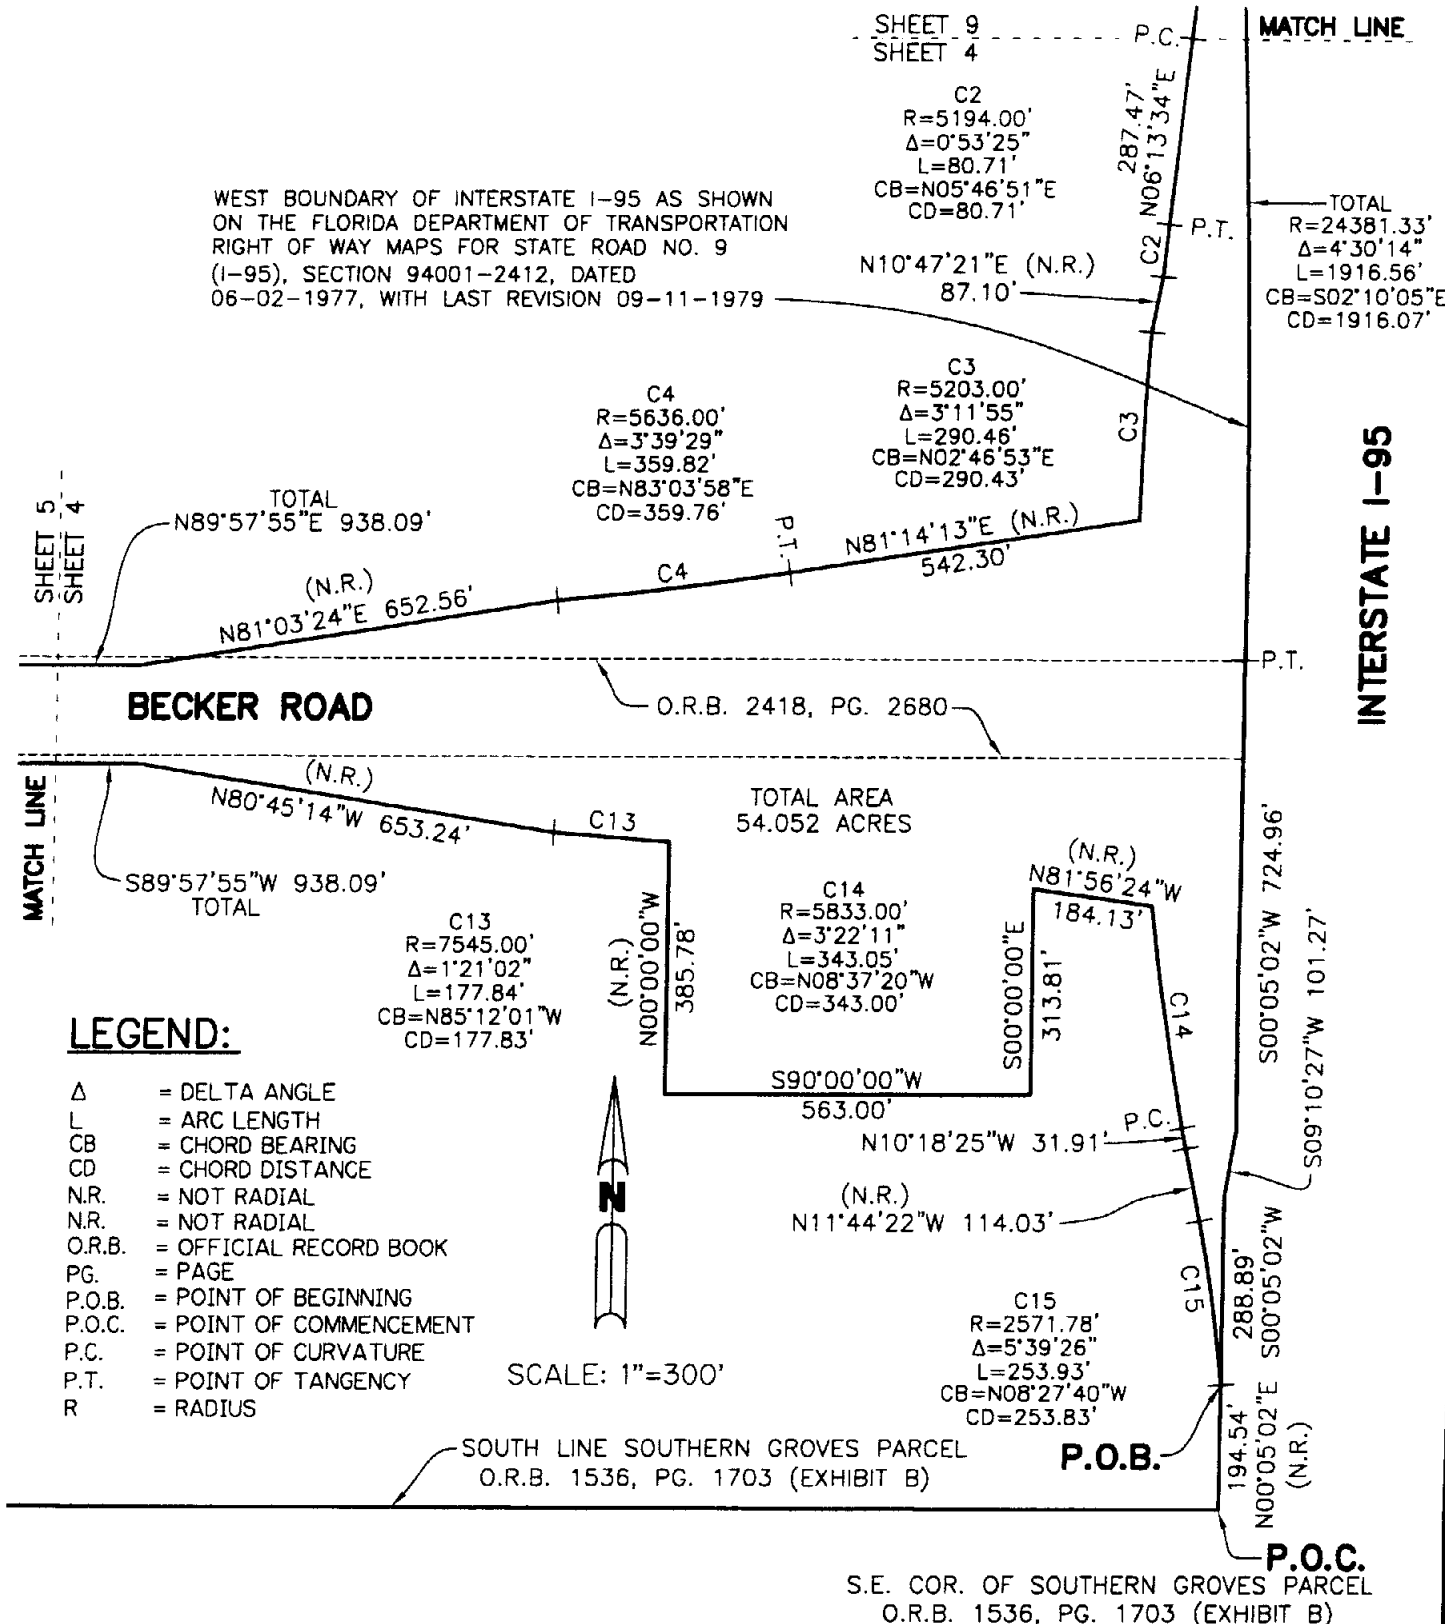 SHEET 9
SHEET 4
P.C.
MATCH LINE
C2
R=5194.00'
Δ=0°53'25"
L=80.71'
CB=N05°46'51"E
CD=80.71'
287.47'
N06°13'34"E
WEST BOUNDARY OF INTERSTATE I-95 AS SHOWN
ON THE FLORIDA DEPARTMENT OF TRANSPORTATION
RIGHT OF WAY MAPS FOR STATE ROAD NO. 9
(I-95), SECTION 94001-2412, DATED
06-02-1977, WITH LAST REVISION 09-11-1979
TOTAL
R=24381.33'
Δ=4°30'14"
L=1916.56'
CB=S02°10'05"E
CD=1916.07'
P.T.
C2
N10°47'21"E (N.R.)
87.10'
C3
R=5203.00'
Δ=3°11'55"
L=290.46'
CB=N02°46'53"E
CD=290.43'
C3
C4
R=5636.00'
Δ=3°39'29"
L=359.82'
CB=N83°03'58"E
CD=359.76'
INTERSTATE I-95
SHEET 5
SHEET 4
TOTAL
N89°57'55"E 938.09'
P.T.
N81°14'13"E (N.R.)
542.30'
C4
(N.R.)
N81°03'24"E 652.56'
P.T.
BECKER ROAD
O.R.B. 2418, PG. 2680
MATCH LINE
(N.R.)
N80°45'14"W 653.24'
C13
TOTAL AREA
54.052 ACRES
S89°57'55"W 938.09'
TOTAL
C13
R=7545.00'
Δ=1°21'02"
L=177.84'
CB=N85°12'01"W
CD=177.83'
(N.R.)
N00°00'00"W
385.78'
C14
R=5833.00'
Δ=3°22'11"
L=343.05'
CB=N08°37'20"W
CD=343.00'
S00°00'00"E
313.81'
(N.R.)
N81°56'24"W
184.13'
C14
S00°05'02"W 724.96'
S09°10'27"W 101.27'
S90°00'00"W
563.00'
P.C.
N10°18'25"W 31.91'
(N.R.)
N11°44'22"W 114.03'
C15
288.89'
S00°05'02"W
LEGEND:
Δ = DELTA ANGLE
L = ARC LENGTH
CB = CHORD BEARING
CD = CHORD DISTANCE
N.R. = NOT RADIAL
N.R. = NOT RADIAL
O.R.B. = OFFICIAL RECORD BOOK
PG. = PAGE
P.O.B. = POINT OF BEGINNING
P.O.C. = POINT OF COMMENCEMENT
P.C. = POINT OF CURVATURE
P.T. = POINT OF TANGENCY
R = RADIUS
N
SCALE: 1"=300'
C15
R=2571.78'
Δ=5°39'26"
L=253.93'
CB=N08°27'40"W
CD=253.83'
P.O.B.
194.54'
N00°05'02"E
(N.R.)
SOUTH LINE SOUTHERN GROVES PARCEL
O.R.B. 1536, PG. 1703 (EXHIBIT B)
P.O.C.
S.E. COR. OF SOUTHERN GROVES PARCEL
O.R.B. 1536, PG. 1703 (EXHIBIT B)